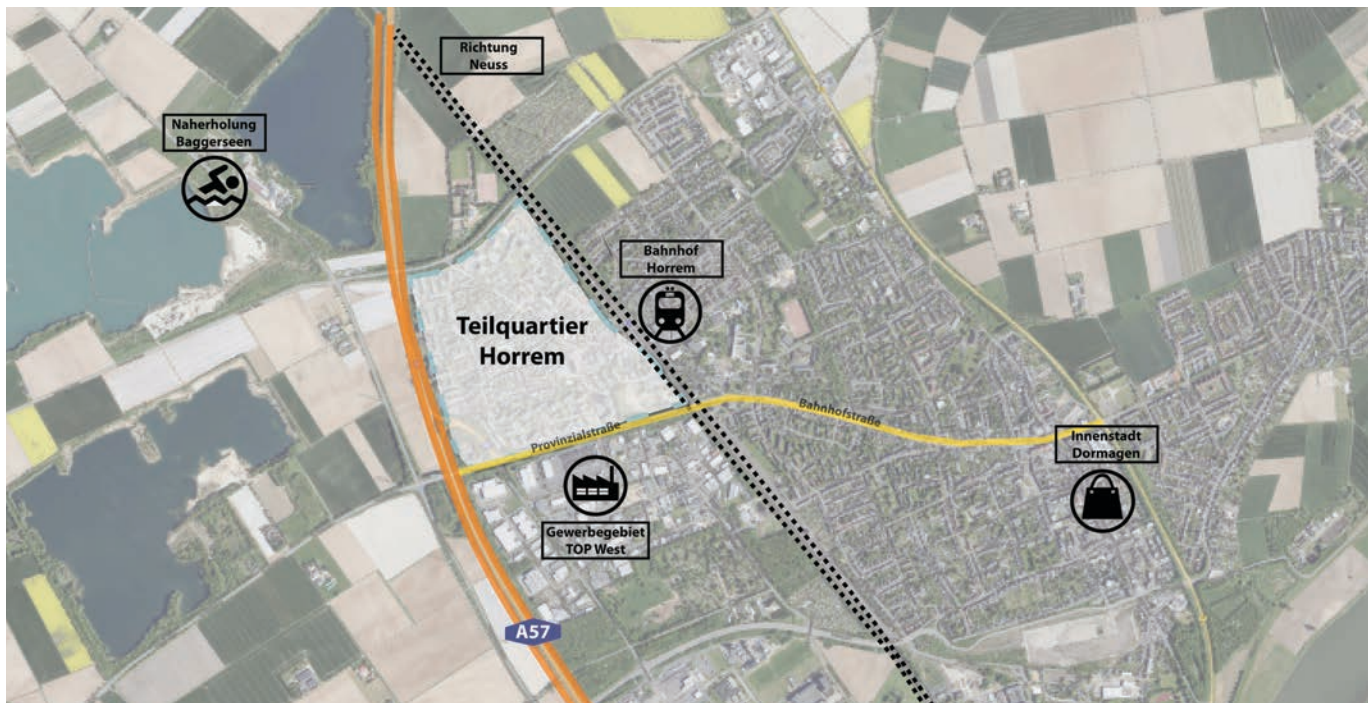 Richtung
Neuss
Naherholung
Baggerseen
Bahnhof
Horrem
Teilquartier
Horrem
Provinzialstraße
Bahnhofstraße
Innenstadt
Dormagen
Gewerbegebiet
TOP West
A57